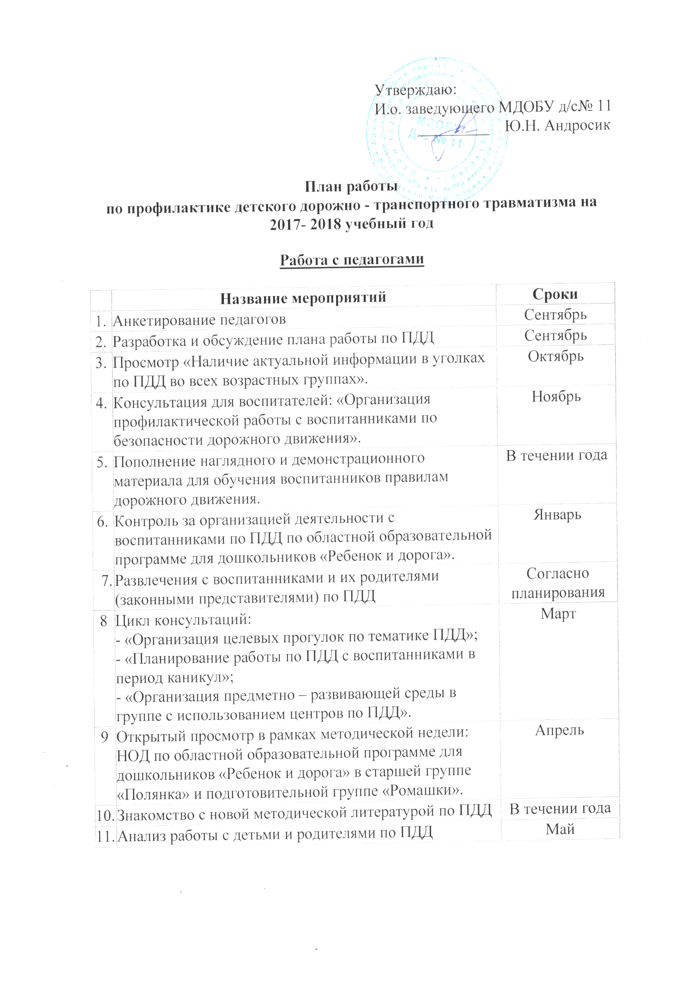 Утверждаю:
И.о. заведующего МДОБУ д/с№ 11
Ю.Н. Андросик
МДОБУ
Д/С № 11
План работы
по профилактике детского дорожно - транспортного травматизма на
2017- 2018 учебный год
Работа с педагогами
Название мероприятий Сроки
1. Анкетирование педагогов Сентябрь
2. Разработка и обсуждение плана работы по ПДД Сентябрь
3. Просмотр «Наличие актуальной информации в уголках Октябрь
по ПДД во всех возрастных группах».
4. Консультация для воспитателей: «Организация Ноябрь
профилактической работы с воспитанниками по
безопасности дорожного движения».
5. Пополнение наглядного и демонстрационного В течении года
материала для обучения воспитанников правилам
дорожного движения.
6. Контроль за организацией деятельности с Январь
воспитанниками по ПДД по областной образовательной
программе для дошкольников «Ребенок и дорога».
7. Развлечения с воспитанниками и их родителями Согласно
(законными представителями) по ПДД планирования
8 Цикл консультаций: Март
- «Организация целевых прогулок по тематике ПДД»;
- «Планирование работы по ПДД с воспитанниками в
период каникул»;
- «Организация предметно – развивающей среды в
группе с использованием центров по ПДД».
9 Открытый просмотр в рамках методической недели: Апрель
НОД по областной образовательной программе для
дошкольников «Ребенок и дорога» в старшей группе
«Полянка» и подготовительной группе «Ромашки».
10. Знакомство с новой методической литературой по ПДД В течении года
11. Анализ работы с детьми и родителями по ПДД Май